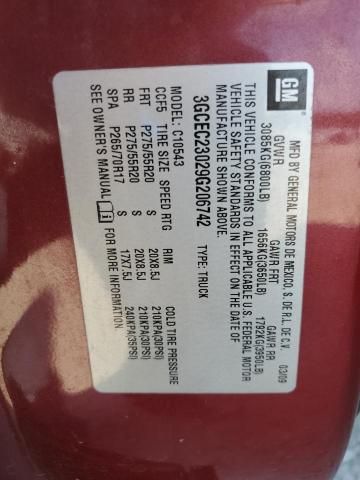 GM
MFD BY GENERAL MOTORS DE MEXICO, S. DE R.L. DE C.V.
03/09
GVWR GAWR FRT GAWR RR
3085KG(6800LB) 1656KG(3650LB) 1792KG(3950LB)
THIS VEHICLE CONFORMS TO ALL APPLICABLE U.S. FEDERAL MOTOR
VEHICLE SAFETY STANDARDS IN EFFECT ON THE DATE OF
MANUFACTURE SHOWN ABOVE.
3GCEC23029G206742 TYPE: TRUCK
MODEL: C10543
CCF5 TIRE SIZE SPEED RTG RIM COLD TIRE PRESSURE
FRT P275/55R20 S 20X8.5J 210KPA(30PSI)
RR P275/55R20 S 20X8.5J 210KPA(30PSI)
SPA P265/70R17 S 17X7.5J 240KPA(35PSI)
SEE OWNER'S MANUAL FOR MORE INFORMATION